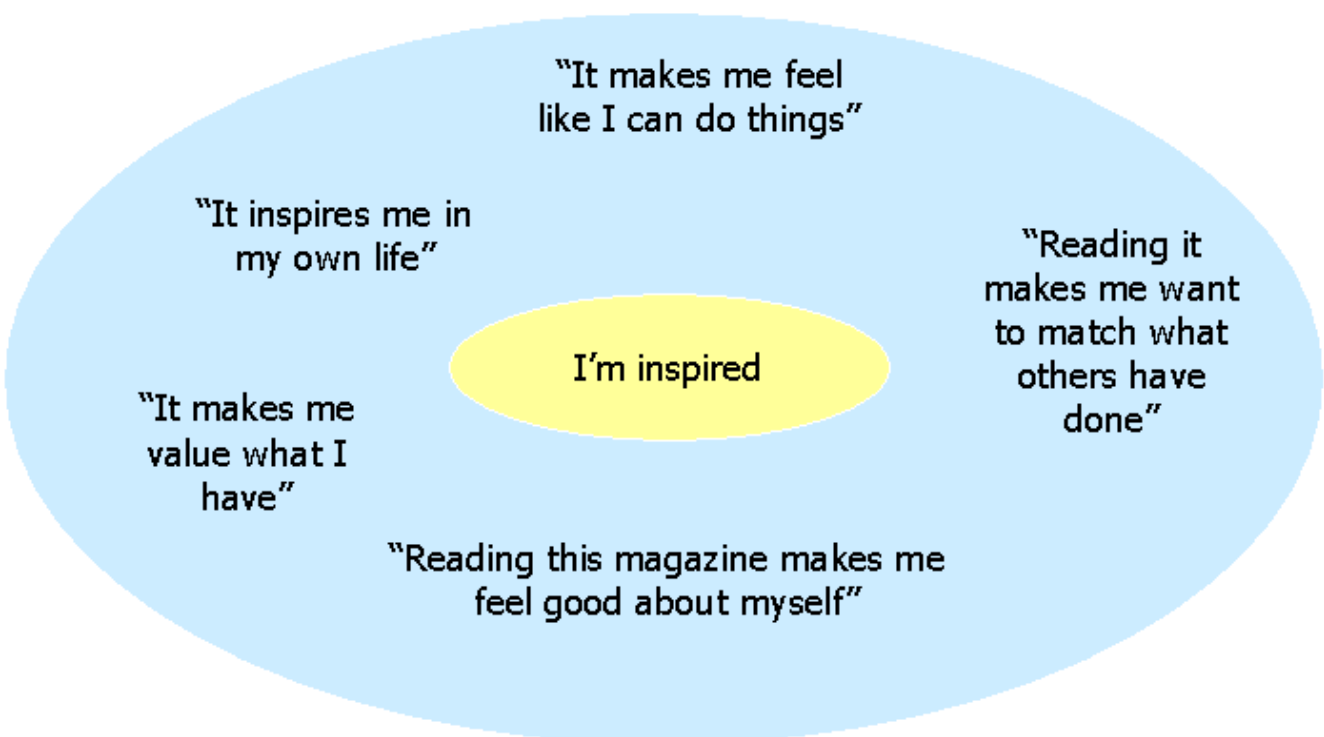 “It makes me feel
like I can do things”
“It inspires me in
my own life”
“Reading it
makes me want
to match what
others have
done”
I’m inspired
“It makes me
value what I
have”
“Reading this magazine makes me
feel good about myself”